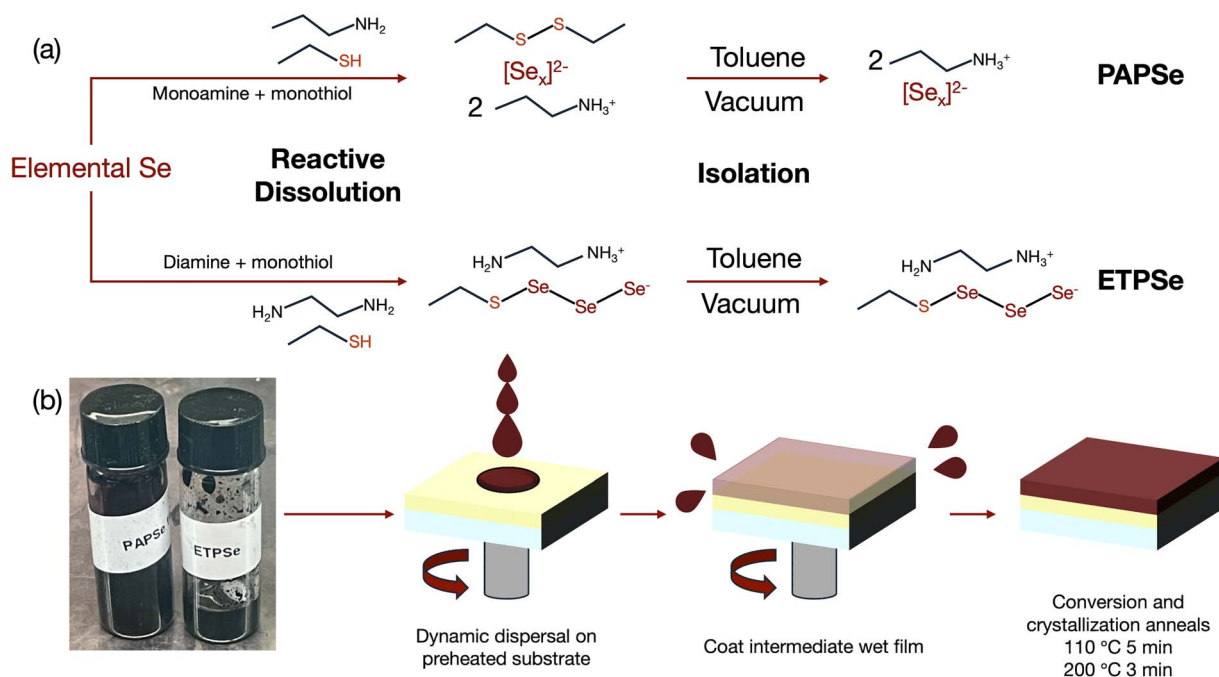 (a)
NH2
SH
Monoamine + monothiol
S
S
[Seₓ]²⁻
2 NH3⁺
Toluene
Vacuum
2 NH3⁺
[Seₓ]²⁻
PAPSe
Elemental Se
Reactive
Dissolution
Isolation
Diamine + monothiol
H2N NH2
SH
H2N NH3⁺
S Se Se Se⁻
Toluene
Vacuum
H2N NH3⁺
S Se Se Se⁻
ETPSe
(b)
PAPSe
ETPSe
Dynamic dispersal on
preheated substrate
Coat intermediate wet film
Conversion and
crystallization anneals
110 °C 5 min
200 °C 3 min